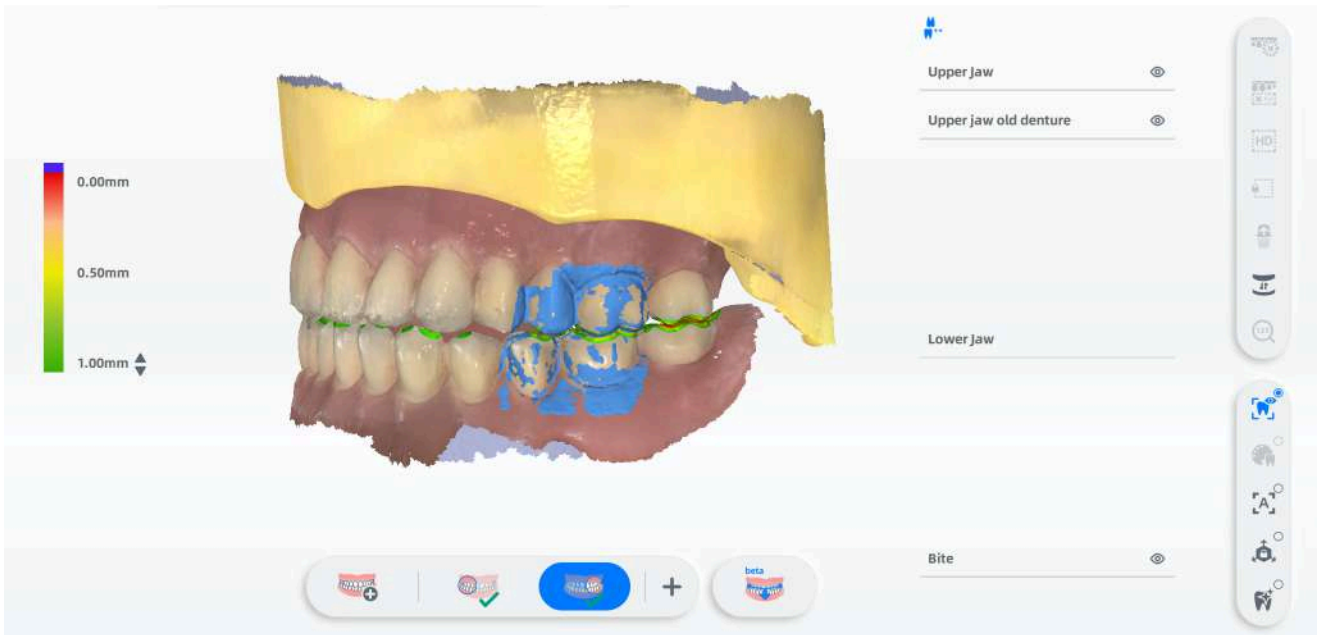 Upper Jaw
Upper jaw old denture
0.00mm
0.50mm
1.00mm
Lower Jaw
Bite
beta
HD
A